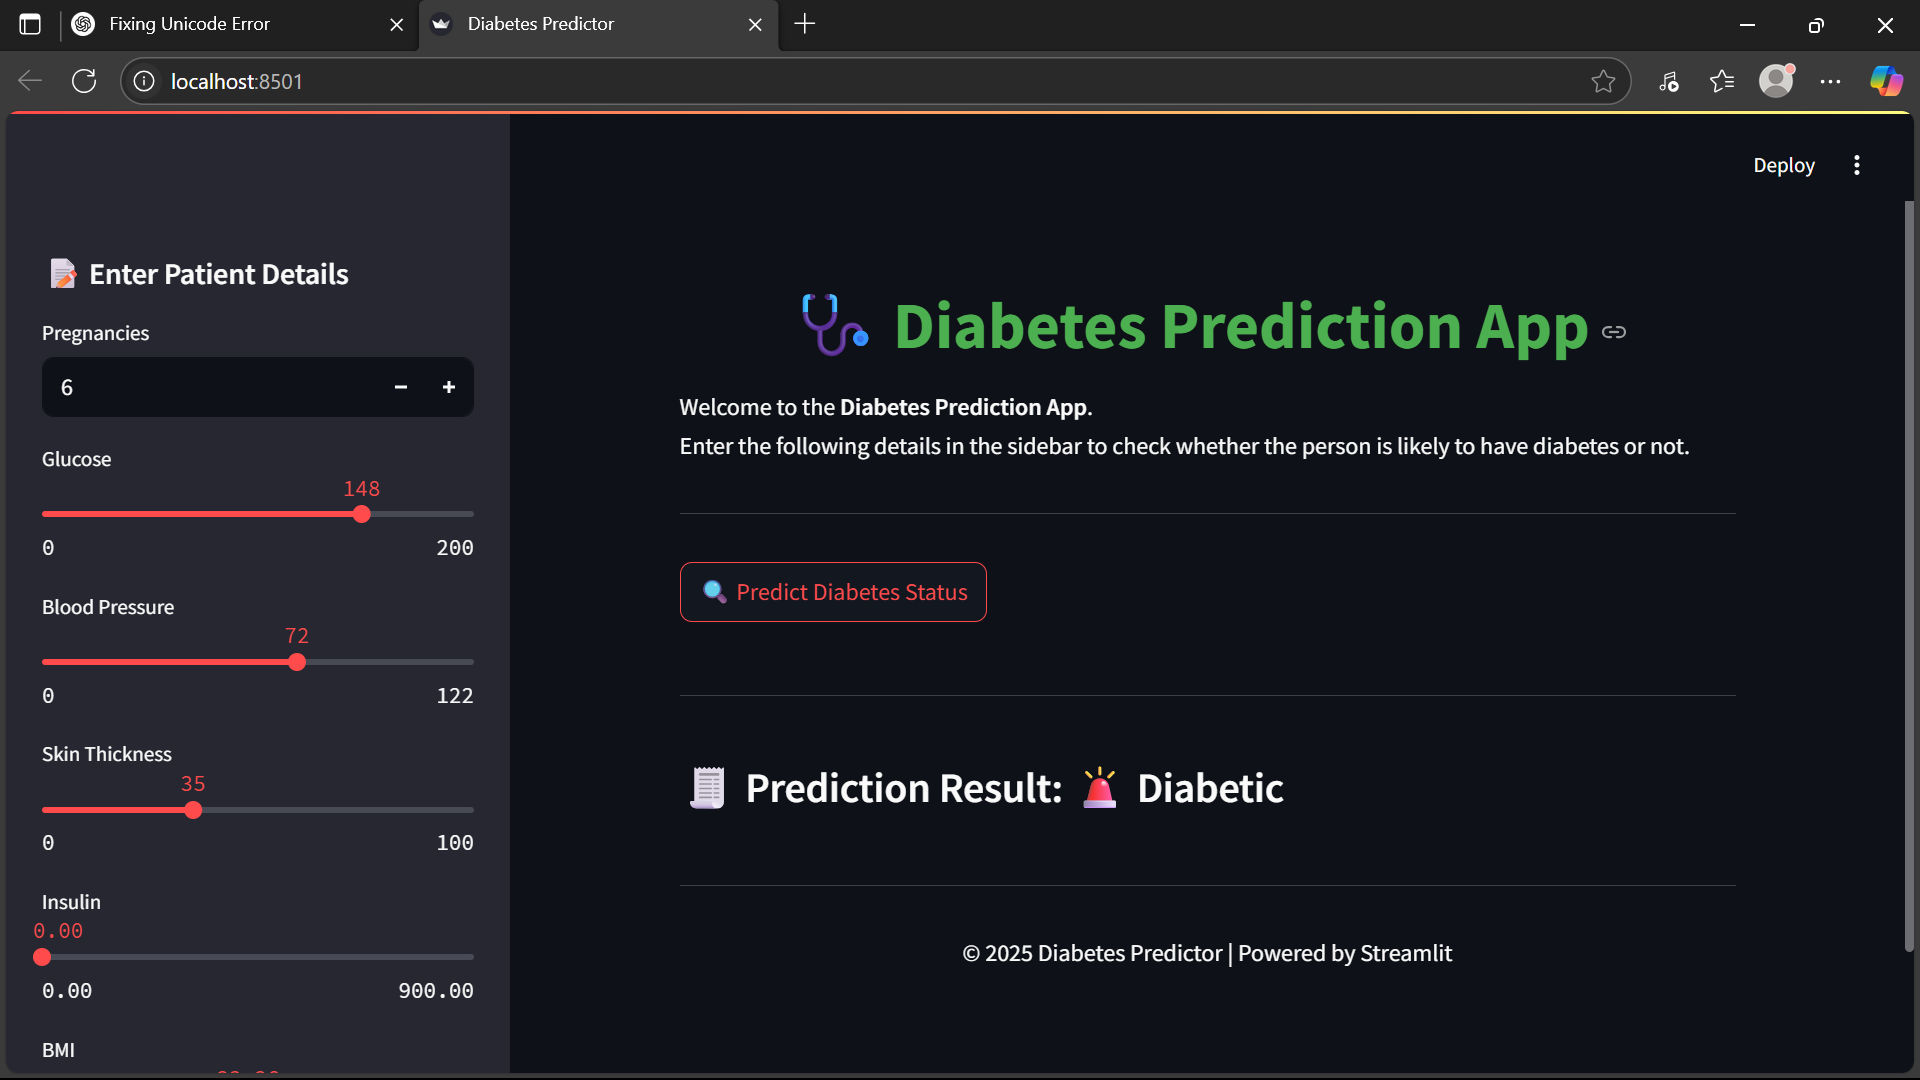 Fixing Unicode Error
Diabetes Predictor
localhost:8501
Deploy
Enter Patient Details
Pregnancies
6
Glucose
148
0 200
Blood Pressure
72
0 122
Skin Thickness
35
0 100
Insulin
0.00
0.00 900.00
BMI
Diabetes Prediction App
Welcome to the Diabetes Prediction App.
Enter the following details in the sidebar to check whether the person is likely to have diabetes or not.
Predict Diabetes Status
Prediction Result: Diabetic
© 2025 Diabetes Predictor | Powered by Streamlit